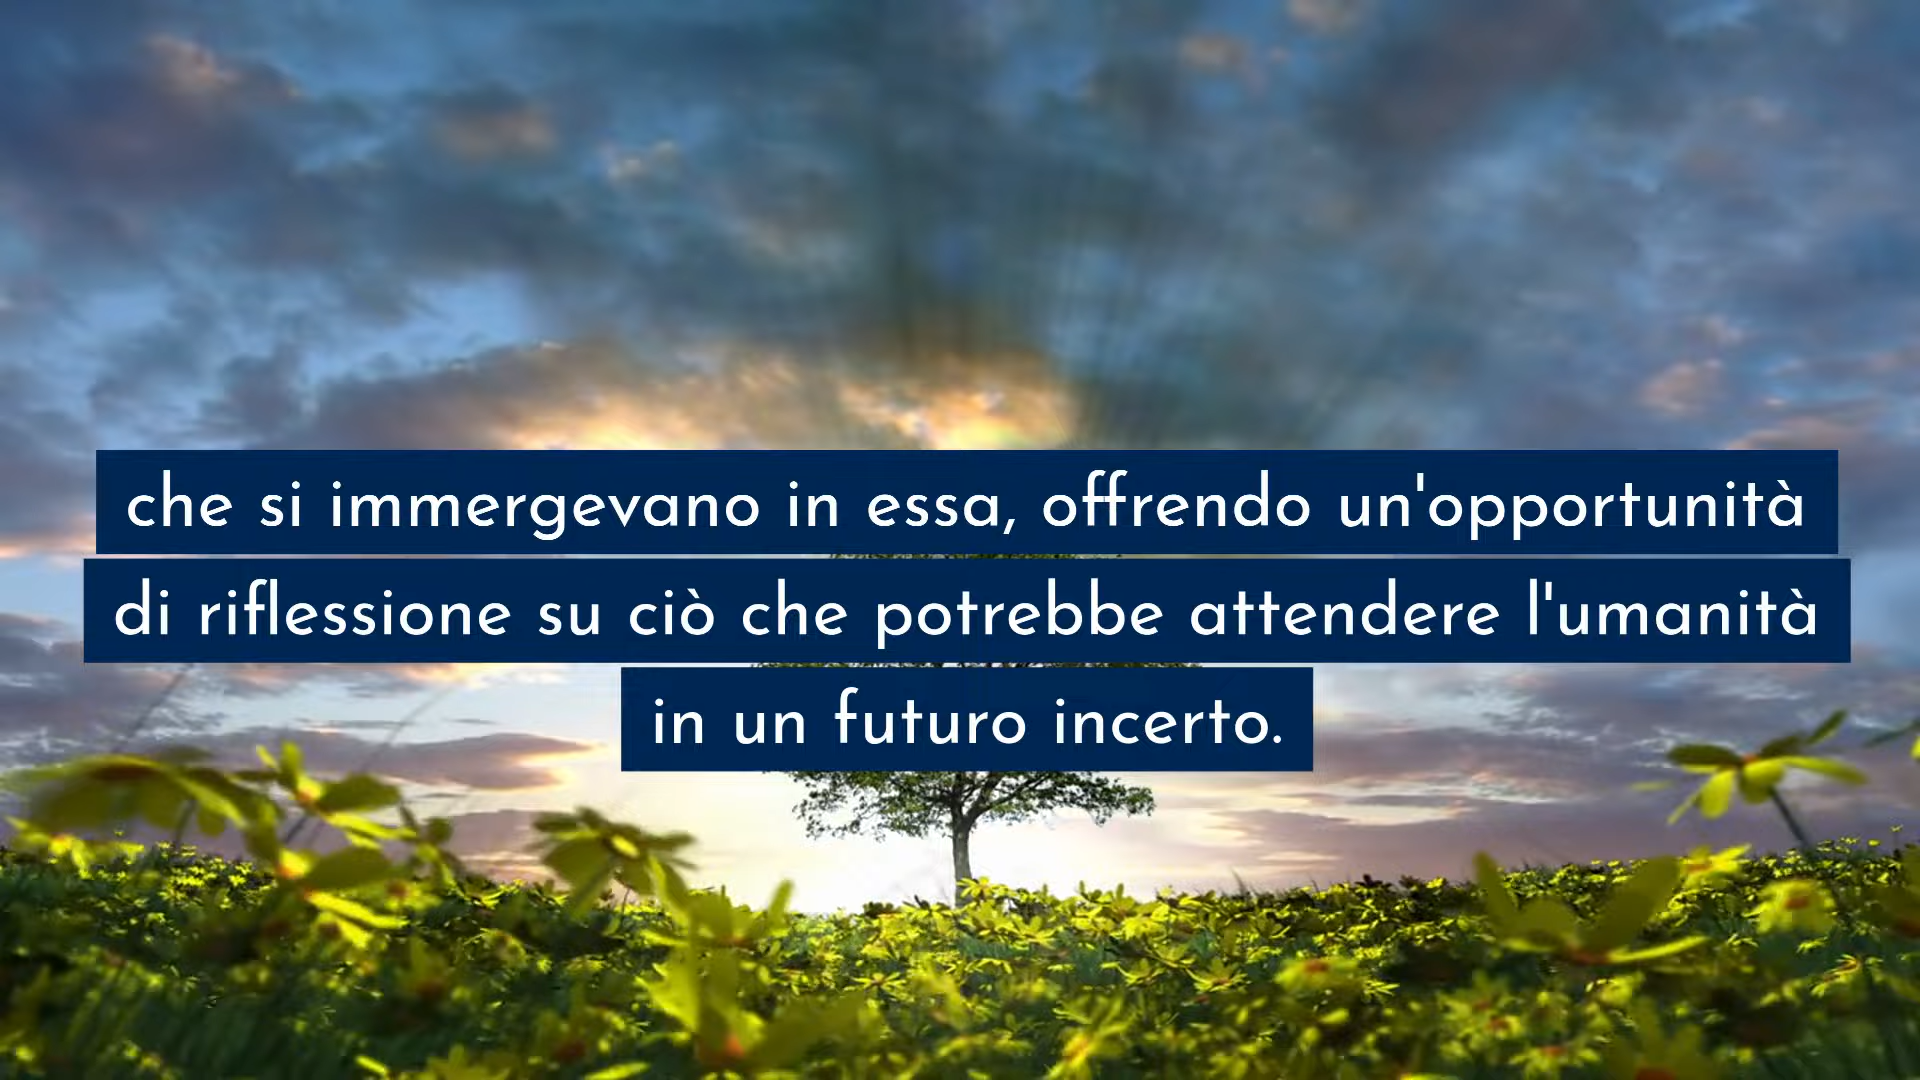 che si immergevano in essa, offrendo un'opportunità
di riflessione su ciò che potrebbe attendere l'umanità
in un futuro incerto.